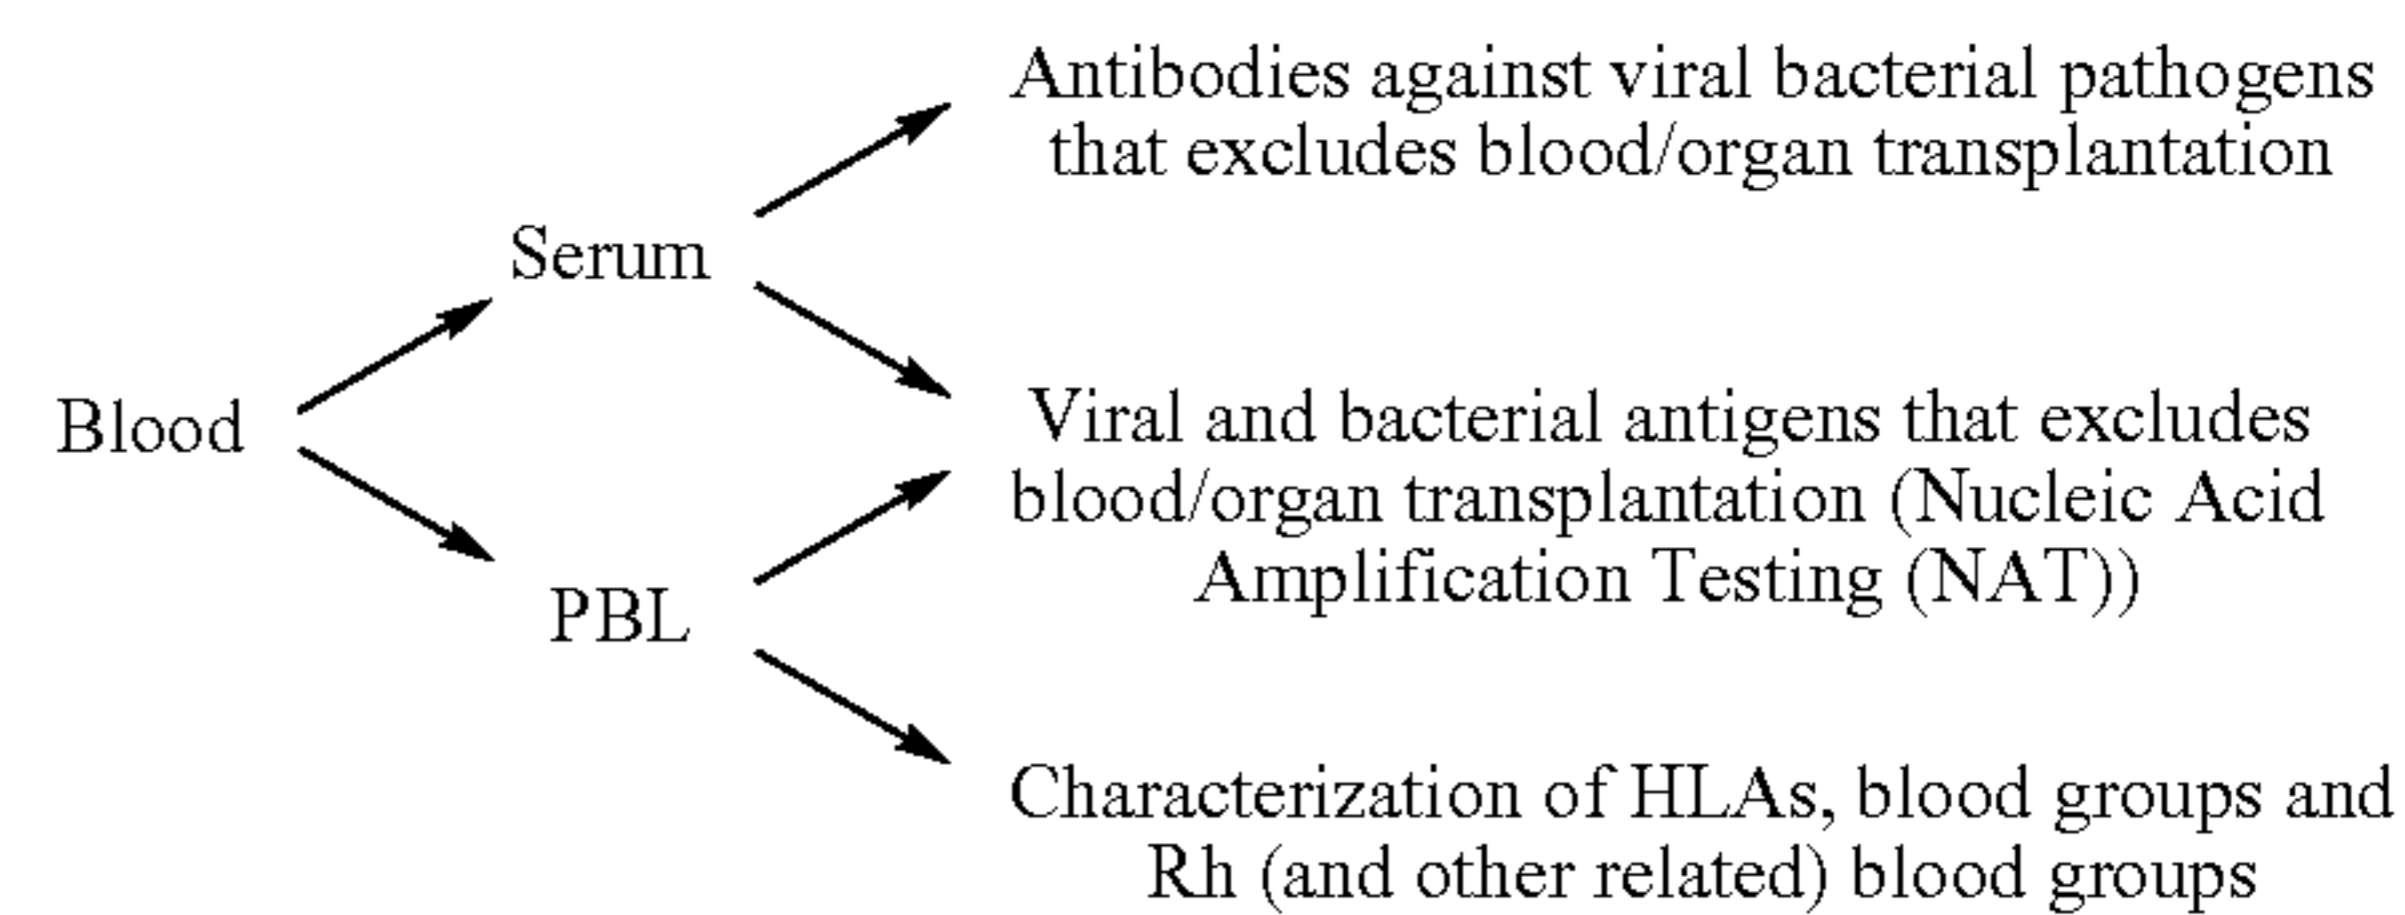 Antibodies against viral bacterial pathogens
that excludes blood/organ transplantation
Serum
Blood
Viral and bacterial antigens that excludes
blood/organ transplantation (Nucleic Acid
Amplification Testing (NAT))
PBL
Characterization of HLAs, blood groups and
Rh (and other related) blood groups